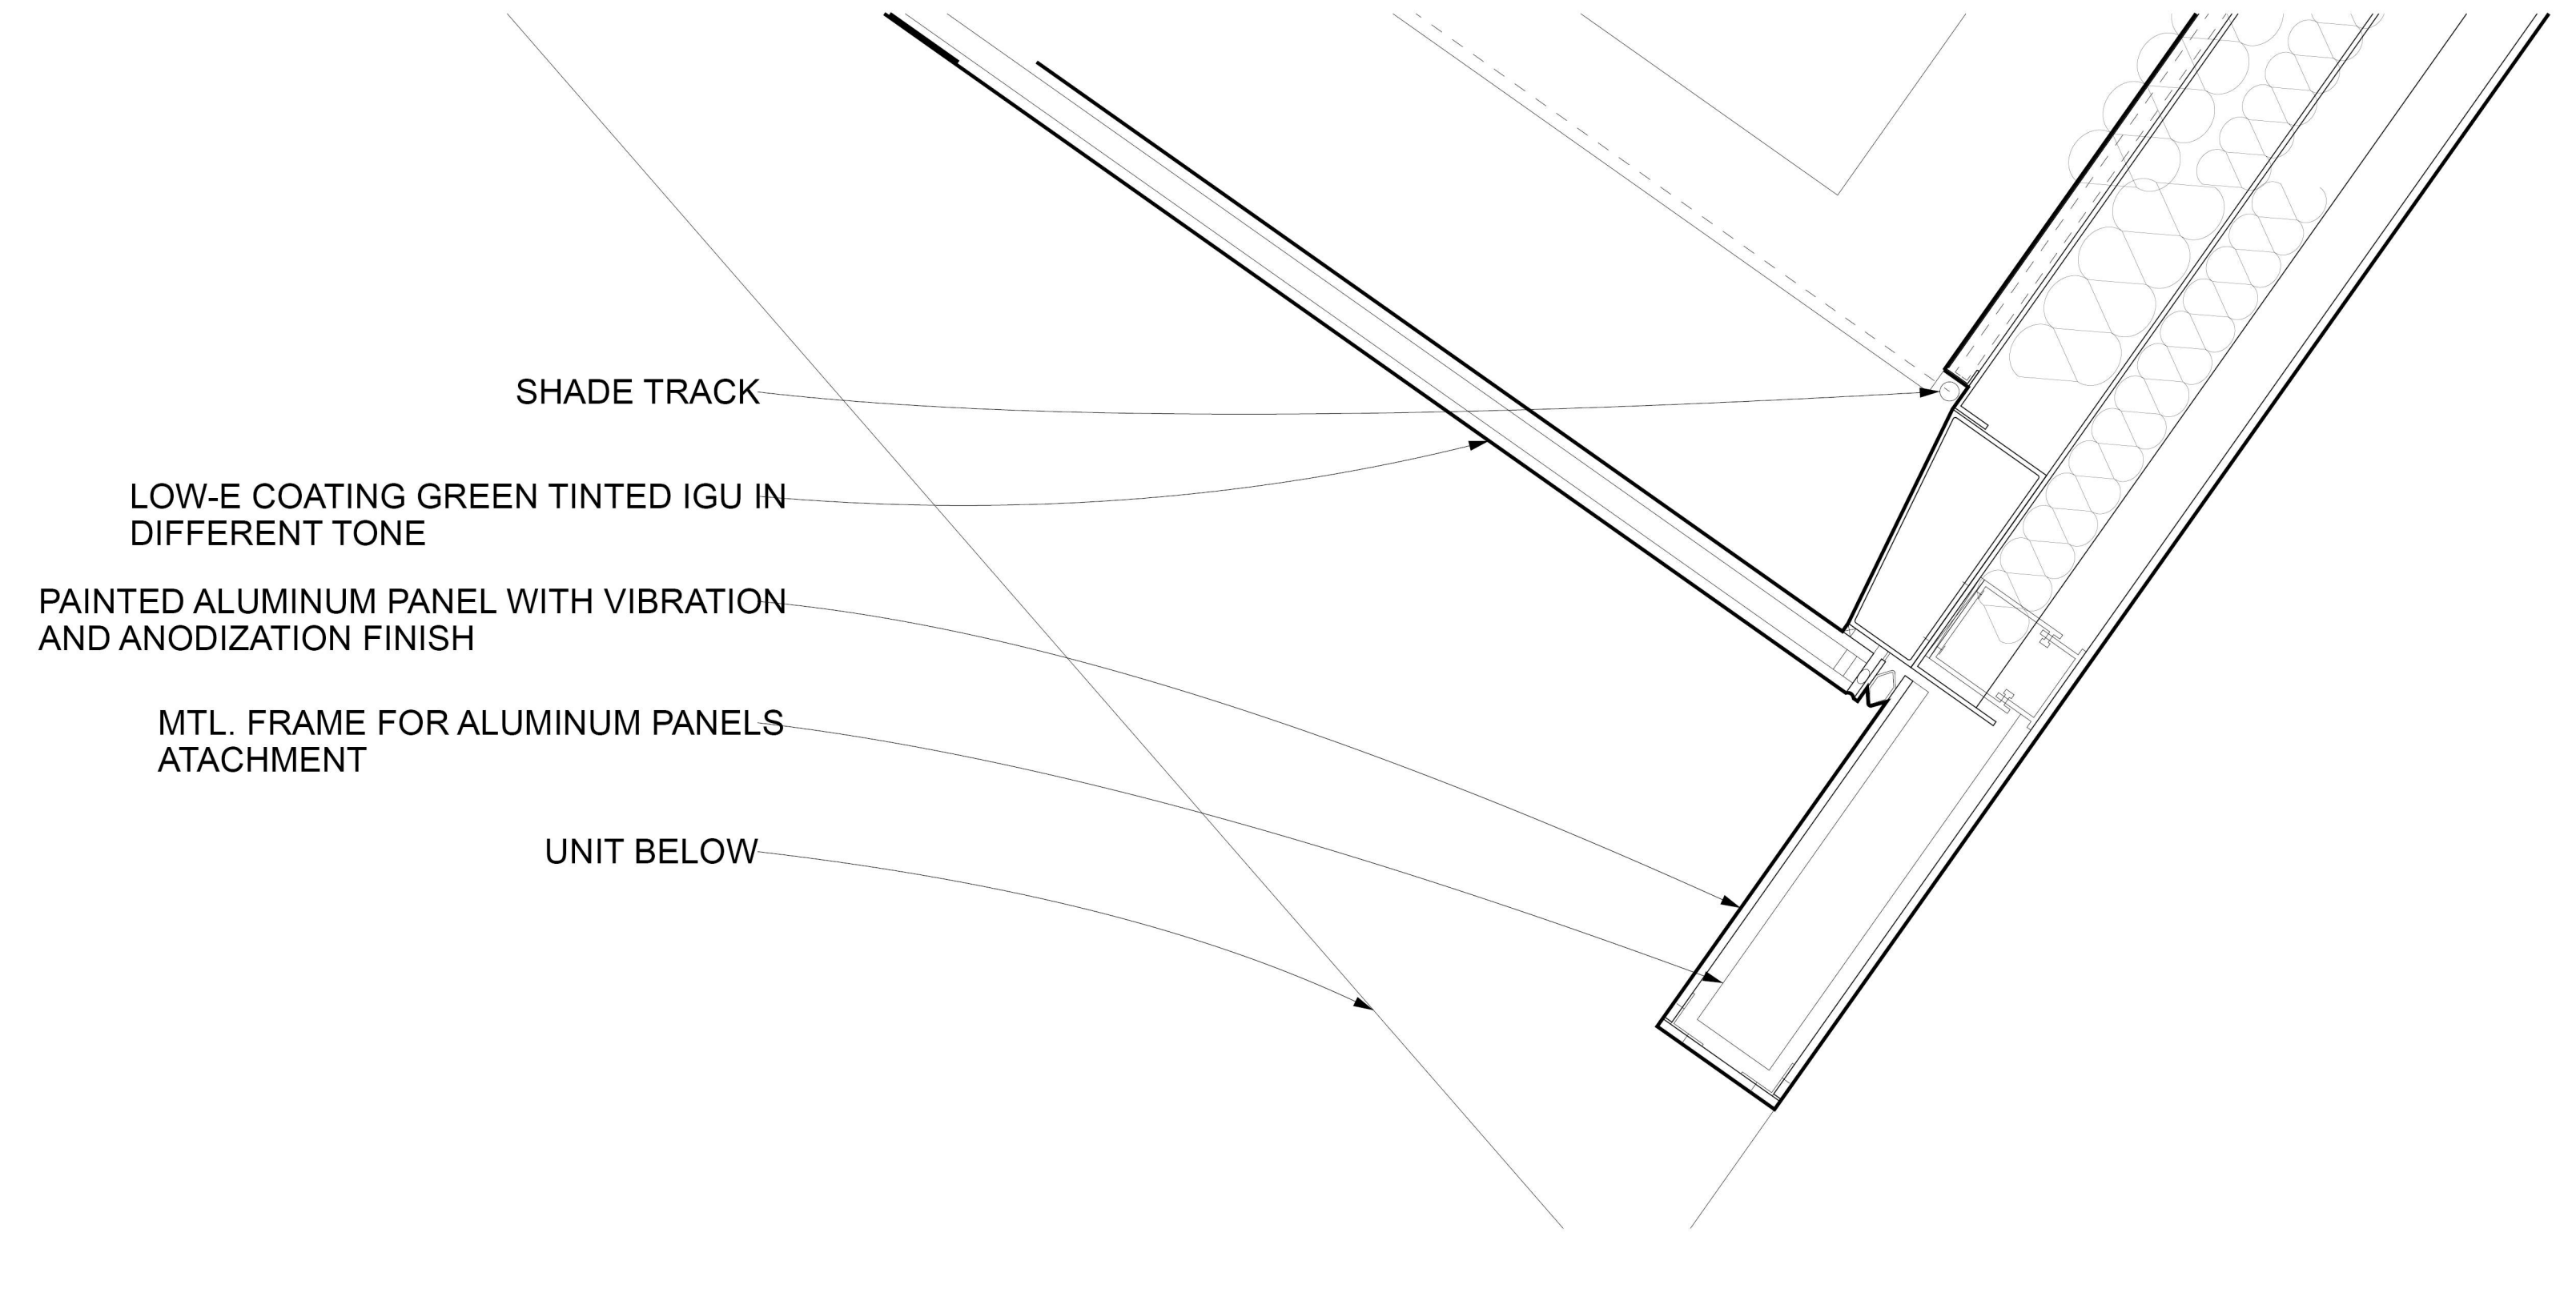 SHADE TRACK
LOW-E COATING GREEN TINTED IGU IN
DIFFERENT TONE
PAINTED ALUMINUM PANEL WITH VIBRATION
AND ANODIZATION FINISH
MTL. FRAME FOR ALUMINUM PANELS
ATACHMENT
UNIT BELOW